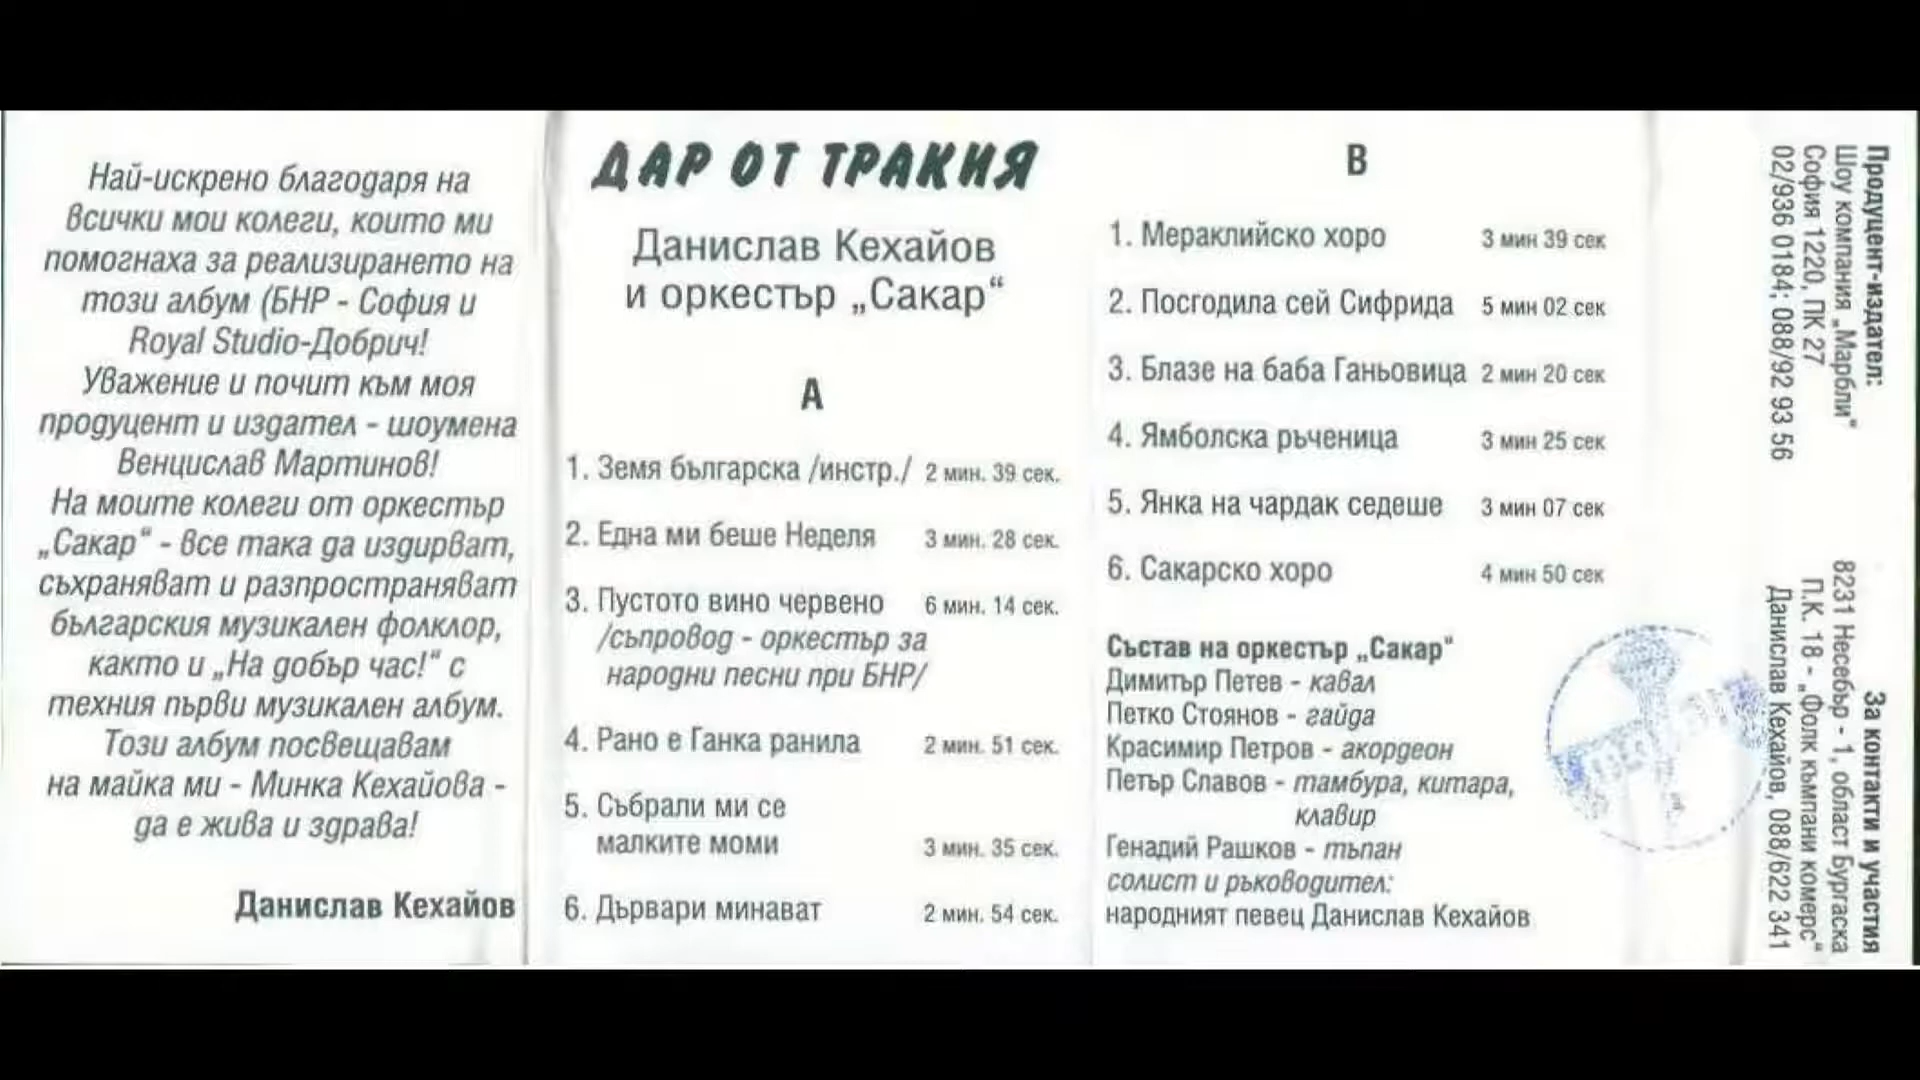 Най-искрено благодаря на
всички мои колеги, които ми
помогнаха за реализирането на
този албум (БНР - София и
Royal Studio-Добрич!
Уважение и почит към моя
продуцент и издател - шоумена
Венцислав Мартинов!
На моите колеги от оркестър
„Сакар“ - все така да издирват,
съхраняват и разпространяват
българския музикален фолклор,
както и „На добър час!“ с
техния първи музикален албум.
Този албум посвещавам
на майка ми - Минка Кехайова -
да е жива и здрава!
Данислав Кехайов
ДАР ОТ ТРАКИЯ
Данислав Кехайов
и оркестър „Сакар“
А
1. Земя българска /инстр./ 2 мин. 39 сек.
2. Една ми беше Неделя 3 мин. 28 сек.
3. Пустото вино червено 6 мин. 14 сек.
/съпровод - оркестър за
народни песни при БНР/
4. Рано е Ганка ранила 2 мин. 51 сек.
5. Събрали ми се
малките моми 3 мин. 35 сек.
6. Дървари минават 2 мин. 54 сек.
В
1. Мераклийско хоро 3 мин 39 сек
2. Посгодила сей Сифрида 5 мин 02 сек
3. Блазе на баба Ганьовица 2 мин 20 сек
4. Ямболска ръченица 3 мин 25 сек
5. Янка на чардак седеше 3 мин 07 сек
6. Сакарско хоро 4 мин 50 сек
Състав на оркестър „Сакар“
Димитър Петев - кавал
Петко Стоянов - гайда
Красимир Петров - акордеон
Петър Славов - тамбура, китара,
клавир
Генадий Рашков - тъпан
солист и ръководител:
народният певец Данислав Кехайов
Продуцент-издател:
Шоу компания „Марбли“
София 1220, ПК 27
02/936 0184; 088/92 93 56
За контакти и участия
8231 Несебър - 1, област Бургаска
П.К. 18 - „Фолк къмпани комерс“
Данислав Кехайов, 088/622 341